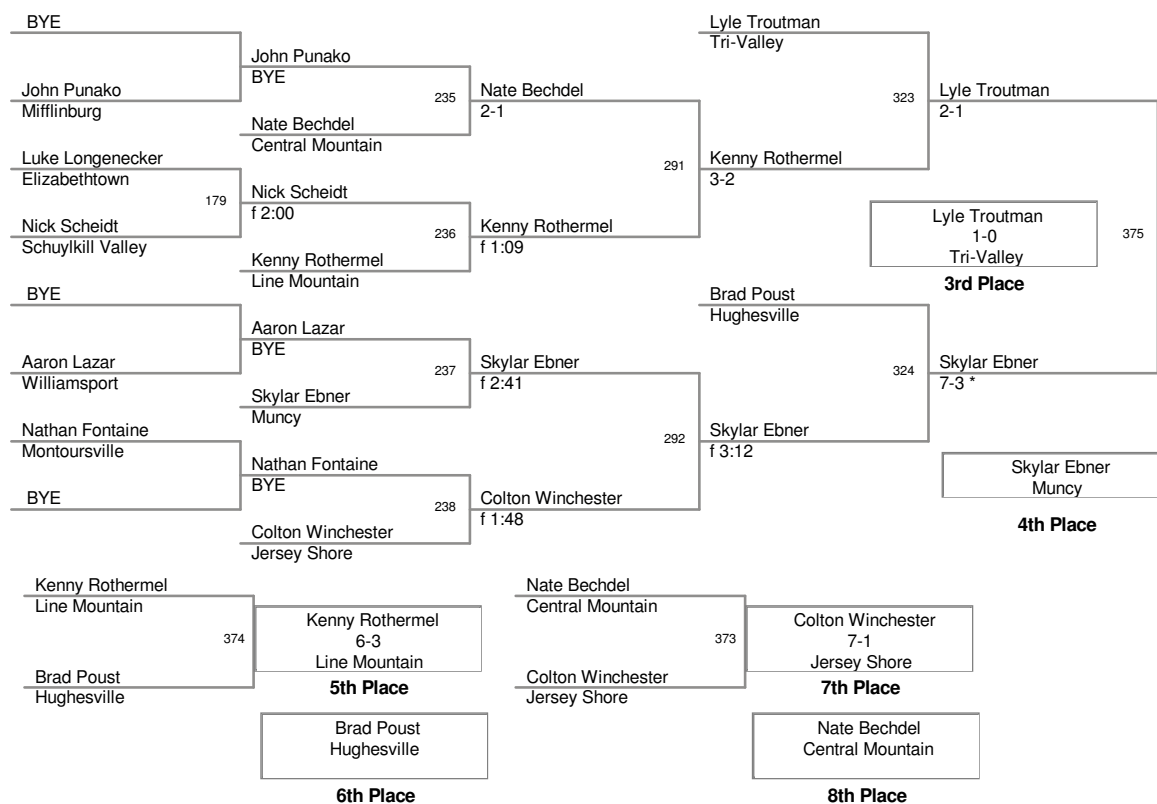 BYE
John Punako
Mifflinburg
Luke Longenecker
Elizabethtown
179
Nick Scheidt
Schuylkill Valley
BYE
Aaron Lazar
Williamsport
Nathan Fontaine
Montoursville
BYE
John Punako
BYE
235
Nate Bechdel
Central Mountain
Nick Scheidt
f 2:00
236
Kenny Rothermel
Line Mountain
Aaron Lazar
BYE
237
Skylar Ebner
Muncy
Nathan Fontaine
BYE
238
Colton Winchester
Jersey Shore
Nate Bechdel
2-1
291
Kenny Rothermel
f 1:09
Skylar Ebner
f 2:41
292
Colton Winchester
f 1:48
Lyle Troutman
Tri-Valley
323
Kenny Rothermel
3-2
Brad Poust
Hughesville
324
Skylar Ebner
f 3:12
Lyle Troutman
2-1
375
Skylar Ebner
7-3 *
Lyle Troutman
1-0
Tri-Valley
3rd Place
Skylar Ebner
Muncy
4th Place
Kenny Rothermel
Line Mountain
374
Brad Poust
Hughesville
Kenny Rothermel
6-3
Line Mountain
5th Place
Brad Poust
Hughesville
6th Place
Nate Bechdel
Central Mountain
373
Colton Winchester
Jersey Shore
Colton Winchester
7-1
Jersey Shore
7th Place
Nate Bechdel
Central Mountain
8th Place